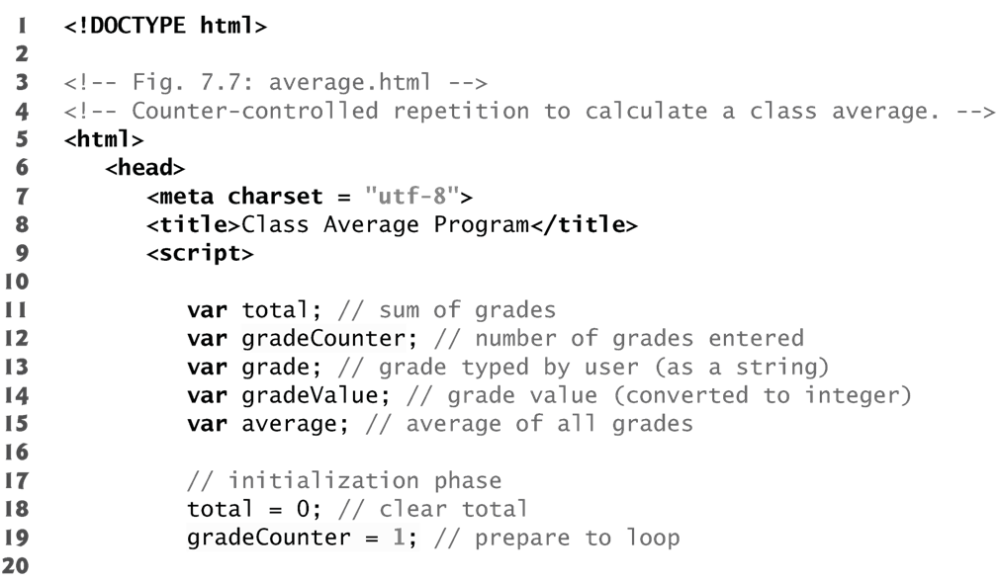 1 <!DOCTYPE html>
2
3 <!-- Fig. 7.7: average.html -->
4 <!-- Counter-controlled repetition to calculate a class average. -->
5 <html>
6 <head>
7 <meta charset = "utf-8">
8 <title>Class Average Program</title>
9 <script>
10
11 var total; // sum of grades
12 var gradeCounter; // number of grades entered
13 var grade; // grade typed by user (as a string)
14 var gradeValue; // grade value (converted to integer)
15 var average; // average of all grades
16
17 // initialization phase
18 total = 0; // clear total
19 gradeCounter = 1; // prepare to loop
20